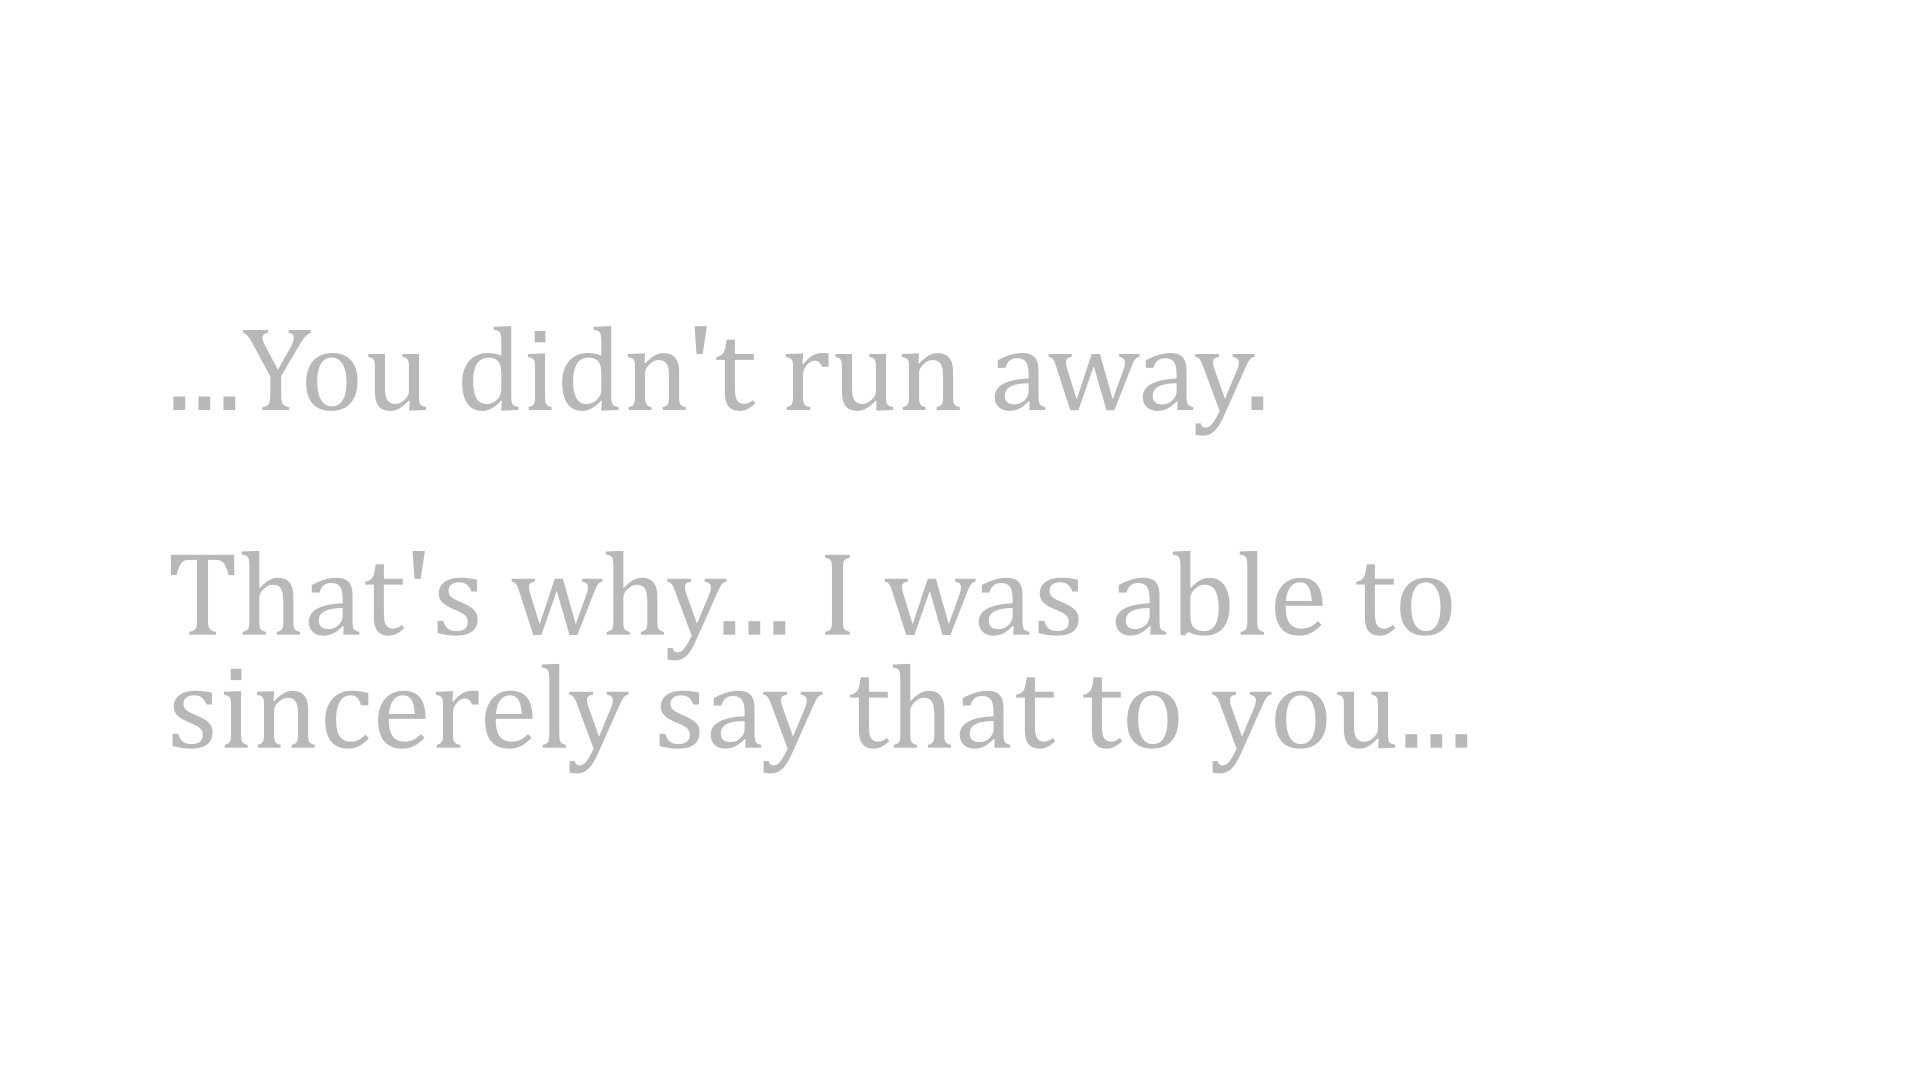 ...You didn't run away.
That's why... I was able to
sincerely say that to you...